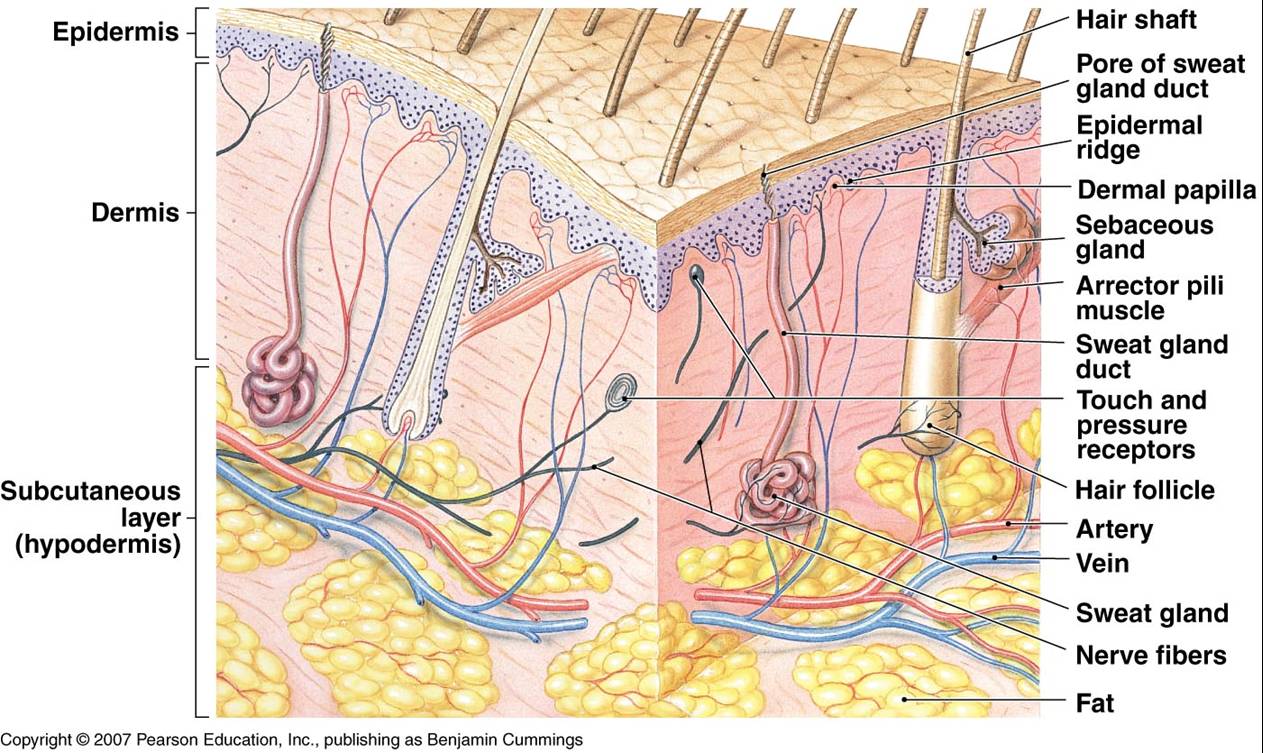 Epidermis
Dermis
Subcutaneous
layer
(hypodermis)
Hair shaft
Pore of sweat
gland duct
Epidermal
ridge
Dermal papilla
Sebaceous
gland
Arrector pili
muscle
Sweat gland
duct
Touch and
pressure
receptors
Hair follicle
Artery
Vein
Sweat gland
Nerve fibers
Fat
Copyright © 2007 Pearson Education, Inc., publishing as Benjamin Cummings